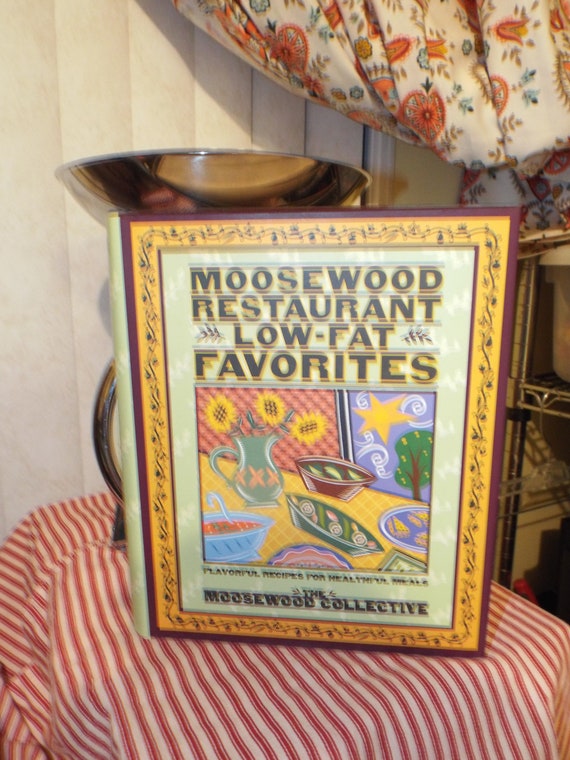 MOOSEWOOD
RESTAURANT
LOW-FAT
FAVORITES
FLAVORFUL RECIPES FOR HEALTHFUL MEALS
THE
MOOSEWOOD COLLECTIVE